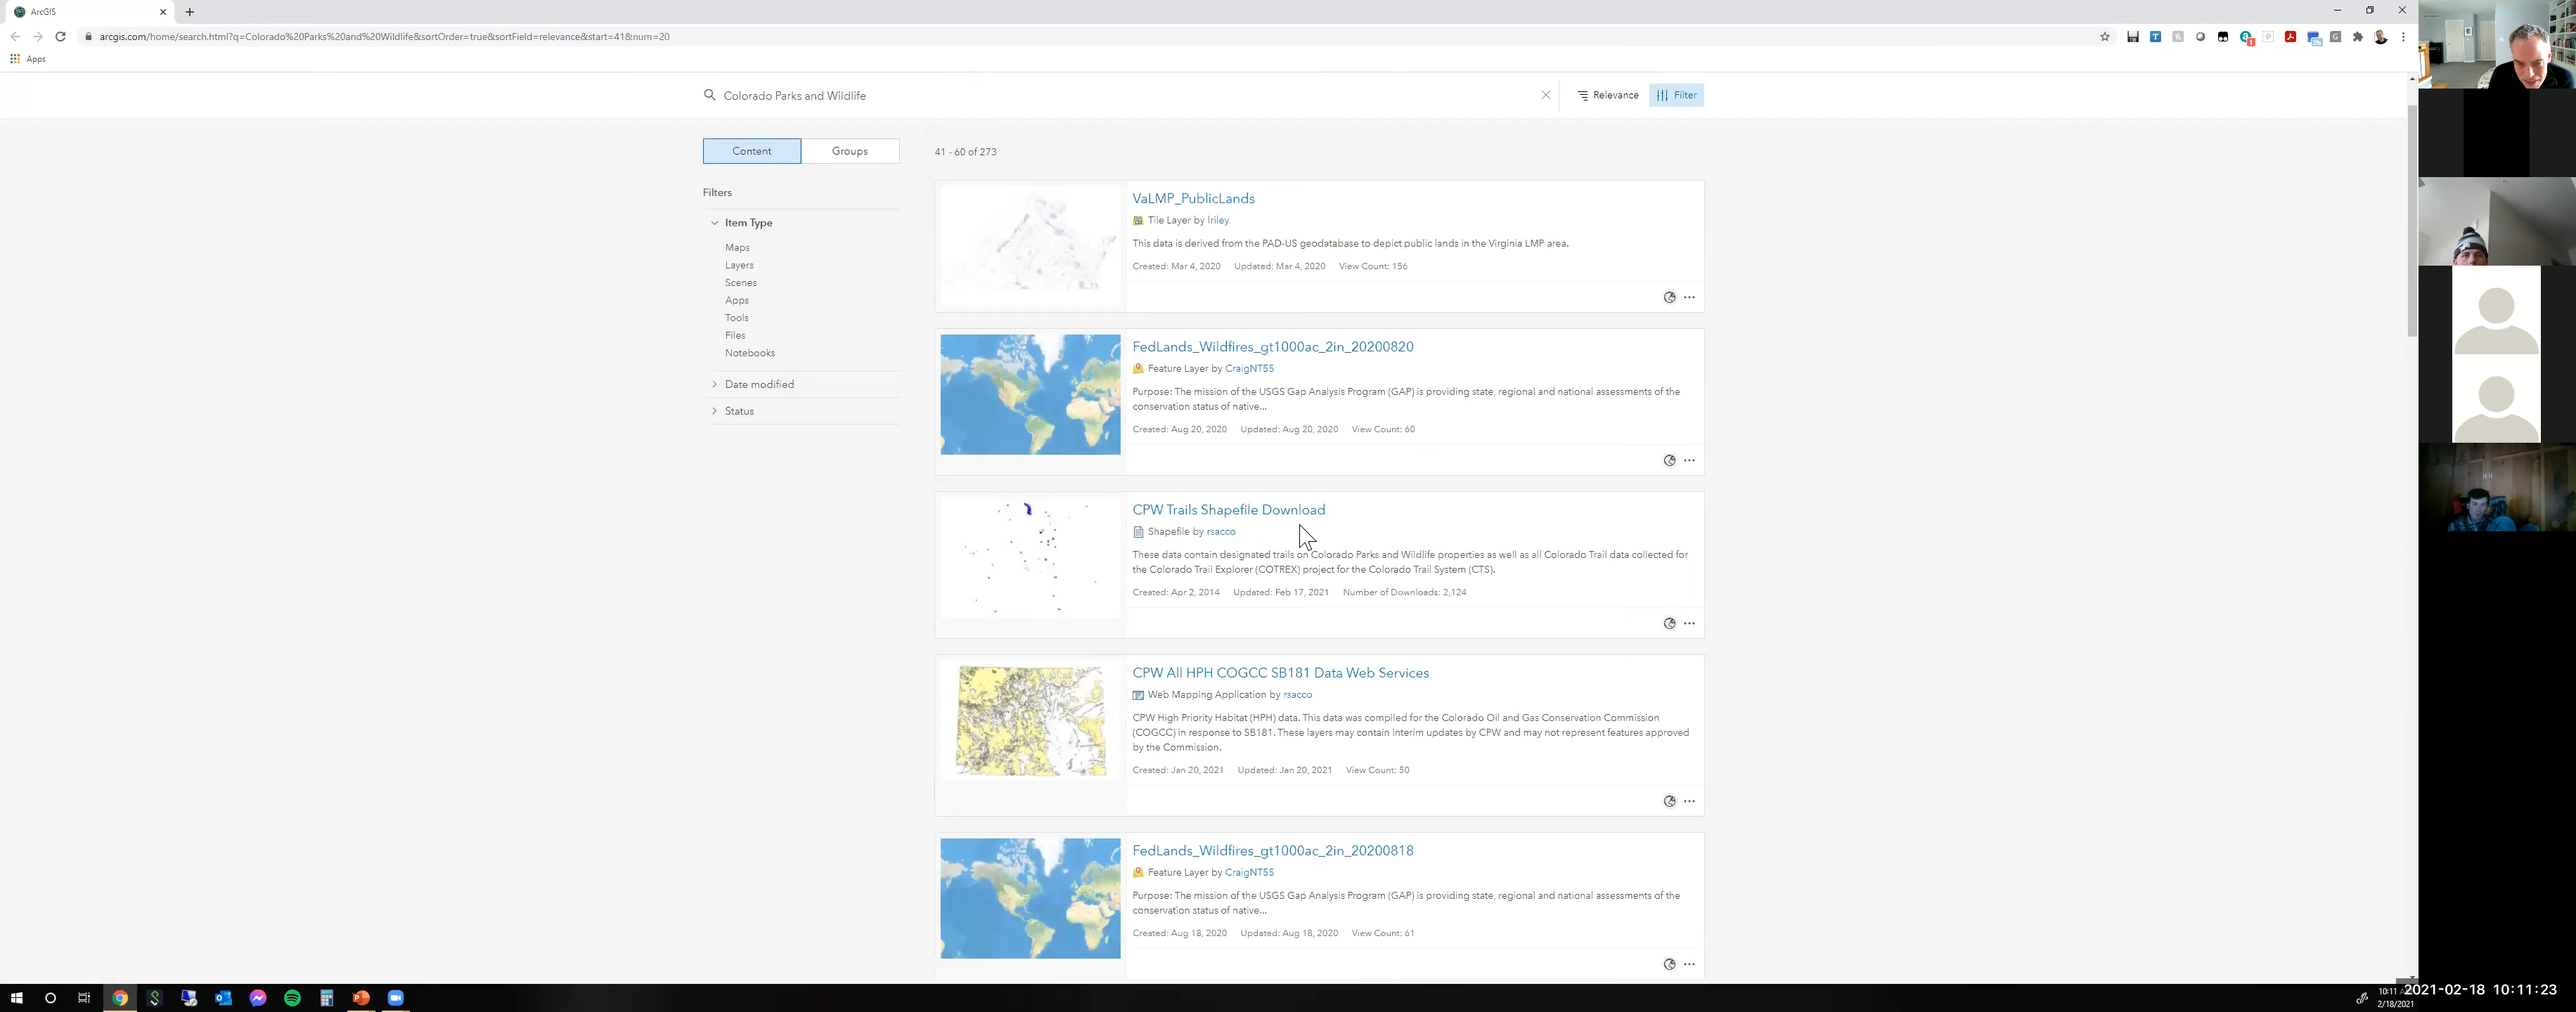 ArcGIS
arcgis.com/home/search.html?q=Colorado%20Parks%20and%20Wildlife&sortOrder=true&sortField=relevance&start=41&num=20
Apps
Colorado Parks and Wildlife
Relevance
Filter
Content
Groups
41 - 60 of 273
Filters
Item Type
Maps
Layers
Scenes
Apps
Tools
Files
Notebooks
Date modified
Status
VaLMP_PublicLands
Tile Layer by lriley
This data is derived from the PAD-US geodatabase to depict public lands in the Virginia LMP area.
Created: Mar 4, 2020 Updated: Mar 4, 2020 View Count: 156
FedLands_Wildfires_gt1000ac_2in_20200820
Feature Layer by CraigNT55
Purpose: The mission of the USGS Gap Analysis Program (GAP) is providing state, regional and national assessments of the
conservation status of native...
Created: Aug 20, 2020 Updated: Aug 20, 2020 View Count: 60
CPW Trails Shapefile Download
Shapefile by rsacco
These data contain designated trails on Colorado Parks and Wildlife properties as well as all Colorado Trail data collected for
the Colorado Trail Explorer (COTREX) project for the Colorado Trail System (CTS).
Created: Apr 2, 2014 Updated: Feb 17, 2021 Number of Downloads: 2,124
CPW All HPH COGCC SB181 Data Web Services
Web Mapping Application by rsacco
CPW High Priority Habitat (HPH) data. This data was compiled for the Colorado Oil and Gas Conservation Commission
(COGCC) in response to SB181. These layers may contain interim updates by CPW and may not represent features approved
by the Commission.
Created: Jan 20, 2021 Updated: Jan 20, 2021 View Count: 50
FedLands_Wildfires_gt1000ac_2in_20200818
Feature Layer by CraigNT55
Purpose: The mission of the USGS Gap Analysis Program (GAP) is providing state, regional and national assessments of the
conservation status of native...
Created: Aug 18, 2020 Updated: Aug 18, 2020 View Count: 61
10:11
2/18/2021
2021-02-18 10:11:23